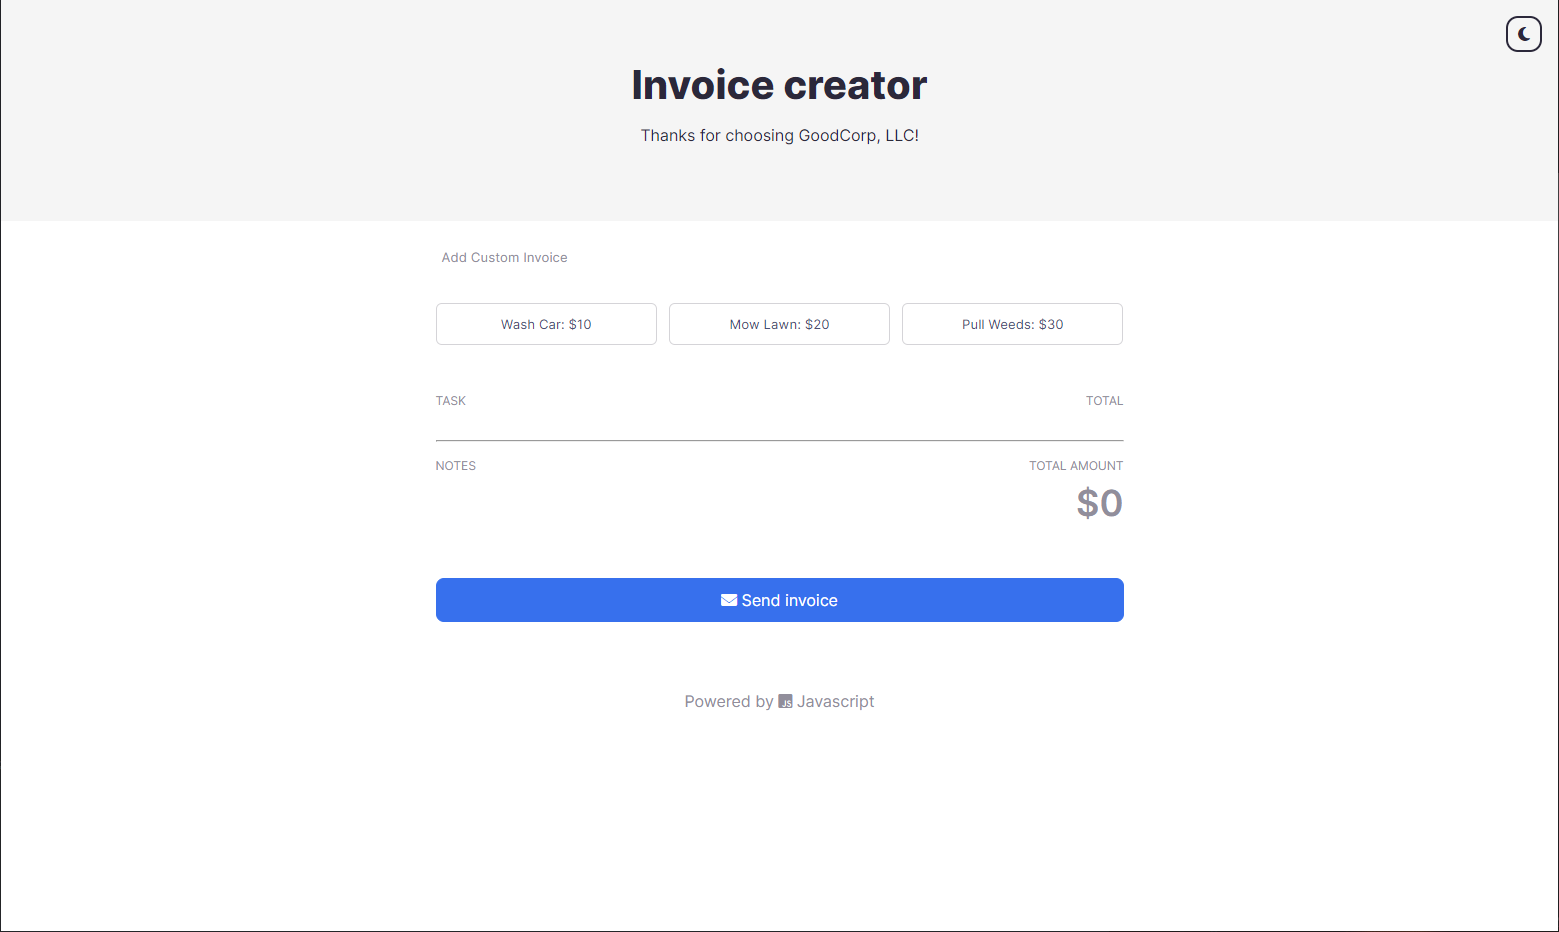 Invoice creator
Thanks for choosing GoodCorp, LLC!
Add Custom Invoice
Wash Car: $10 Mow Lawn: $20 Pull Weeds: $30
TASK TOTAL
NOTES TOTAL AMOUNT
$0
Send invoice
Powered by JS Javascript